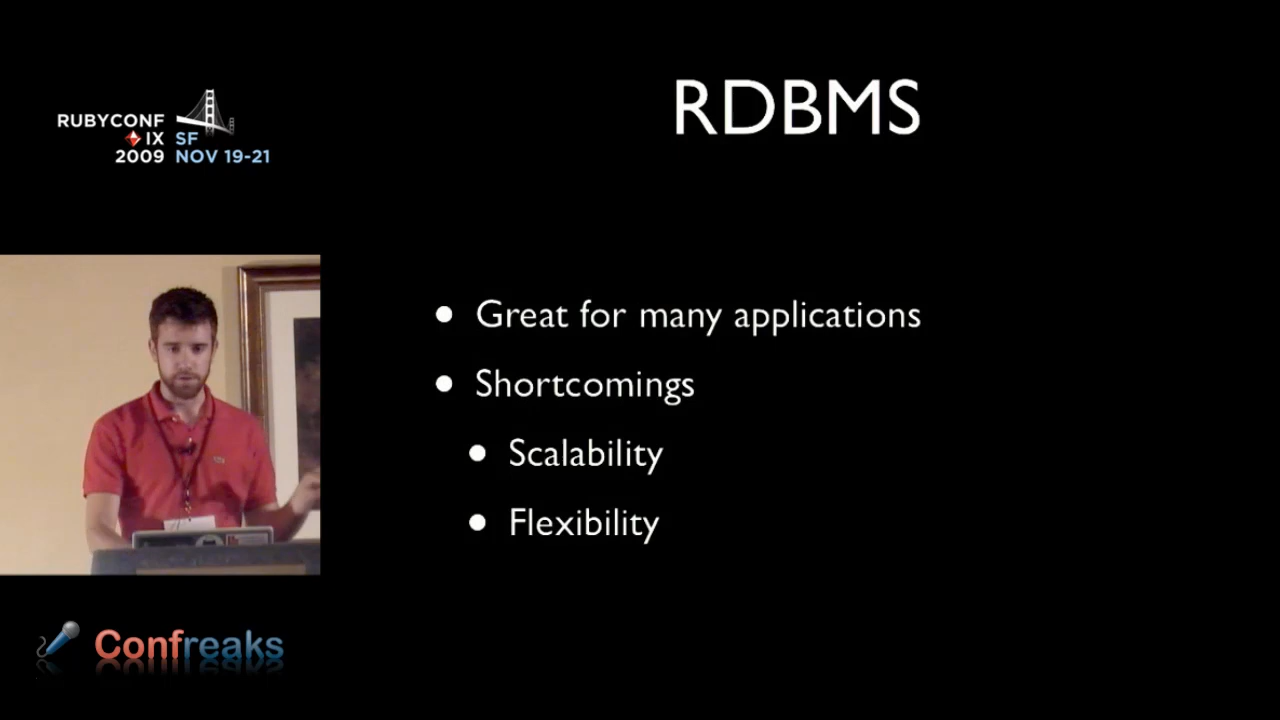 RUBYCONF
IX SF
2009 NOV 19-21
RDBMS
Great for many applications
Shortcomings
Scalability
Flexibility
Confreaks